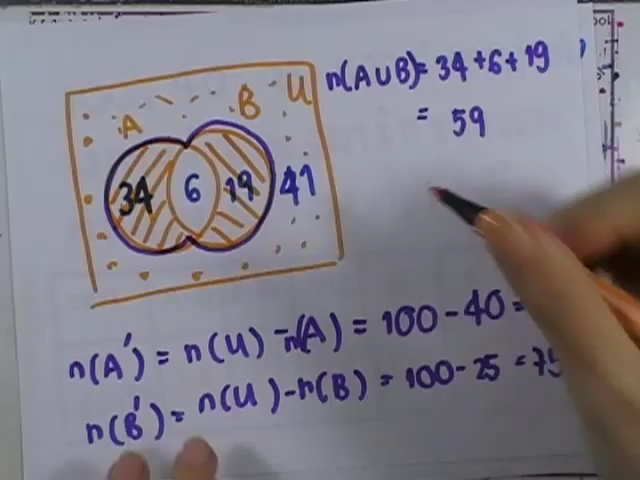 n(A∪B)= 34+6+19
= 59
A B U
34 6 19 41
n(A') = n(U) - n(A) = 100 - 40 =
n(B') = n(U) - n(B) = 100 - 25 = 75